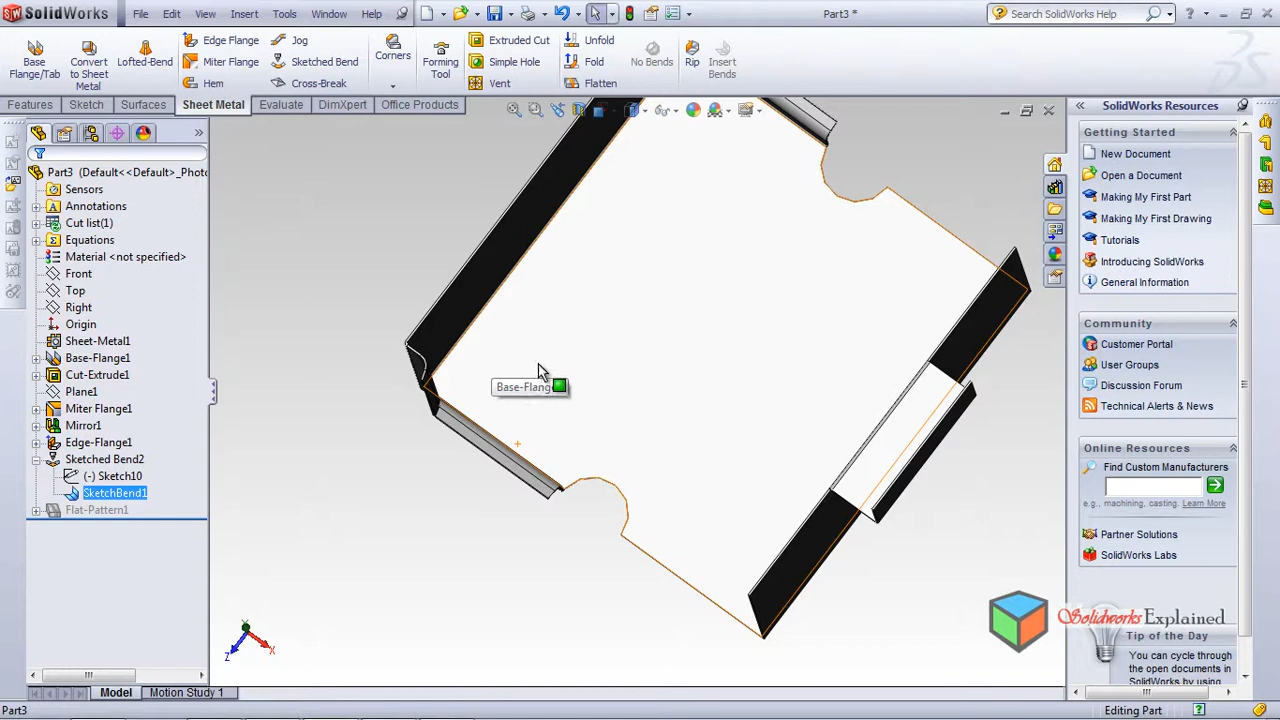 SolidWorks File Edit View Insert Tools Window Help Part3 * Search SolidWorks Help
Base Flange/Tab
Convert to Sheet Metal
Lofted-Bend
Edge Flange
Miter Flange
Hem
Jog
Sketched Bend
Cross-Break
Corners
Forming Tool
Extruded Cut
Simple Hole
Vent
Unfold
Fold
Flatten
No Bends
Rip
Insert Bends
Features Sketch Surfaces Sheet Metal Evaluate DimXpert Office Products
Part3 (Default<<Default>_Phot
Sensors
Annotations
Cut list(1)
Equations
Material <not specified>
Front
Top
Right
Origin
Sheet-Metal1
Base-Flange1
Cut-Extrude1
Plane1
Miter Flange1
Mirror1
Edge-Flange1
Sketched Bend2
(-) Sketch10
SketchBend1
Flat-Pattern1
Base-Flang
Y
X
Z
SolidWorks Resources
Getting Started
New Document
Open a Document
Making My First Part
Making My First Drawing
Tutorials
Introducing SolidWorks
General Information
Community
Customer Portal
User Groups
Discussion Forum
Technical Alerts & News
Online Resources
Find Custom Manufacturers
e.g., machining, casting. Learn More
Partner Solutions
SolidWorks Labs
Solidworks Explained
Tip of the Day
You can cycle through
the open documents in
SolidWorks by using
Model Motion Study 1
Part3 Editing Part